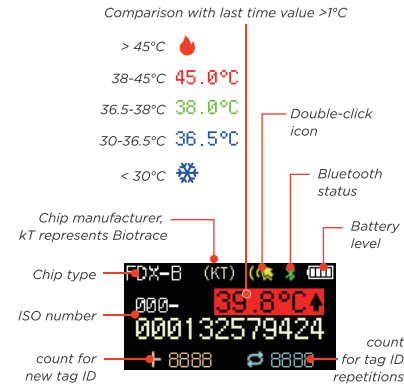 Comparison with last time value >1°C
> 45°C
38-45°C 45.0°C
36.5-38°C 38.0°C
30-36.5°C 36.5°C
< 30°C
Double-click
icon
Bluetooth
status
Chip manufacturer,
kT represents Biotrace
Battery
level
Chip type
FDX-B (KT)
ISO number
000-
39.8°C
000132579424
count for
new tag ID
+ 8888
8888
count
for tag ID
repetitions